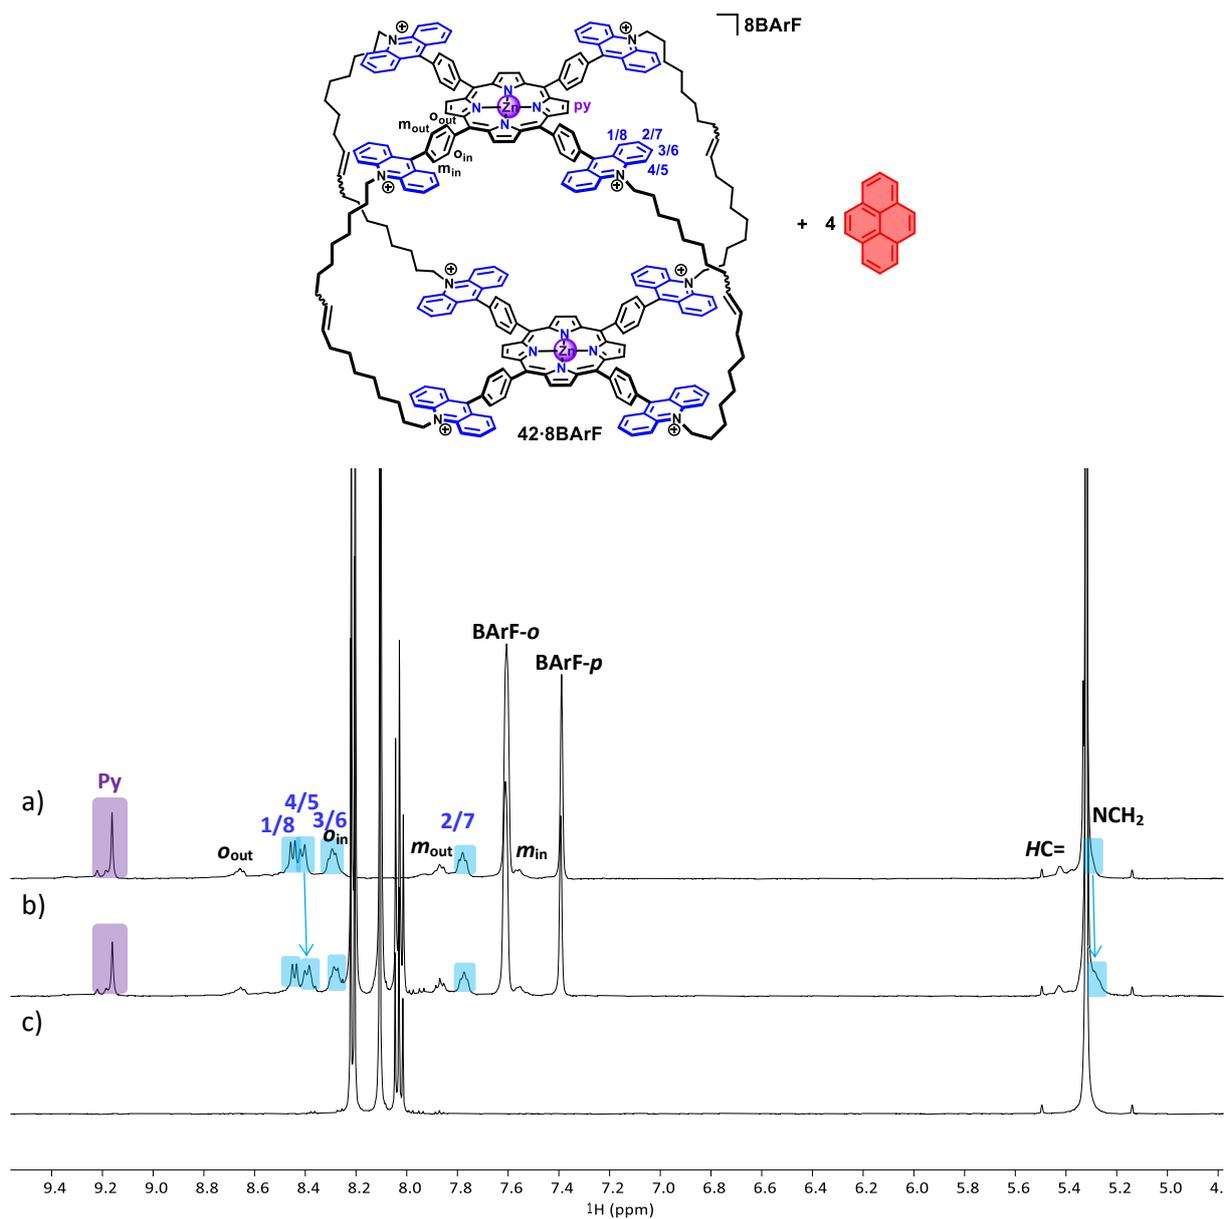 8BArF
N N
⊕ ⊕
N
N Zn N
N
py
m_out o_out
o_in
m_in
1/8 2/7
3/6
4/5
N N
⊕ ⊕
+ 4
⊕ ⊕
N N
N
N Zn N
N
N N
⊕ ⊕
42·8BArF
BArF-o
BArF-p
a)
Py
4/5
1/8 3/6
o_in
o_out
m_out
2/7
m_in
HC=
NCH₂
b)
c)
9.4 9.2 9.0 8.8 8.6 8.4 8.2 8.0 7.8 7.6 7.4 7.2 7.0 6.8 6.6 6.4 6.2 6.0 5.8 5.6 5.4 5.2 5.0 4.
¹H (ppm)